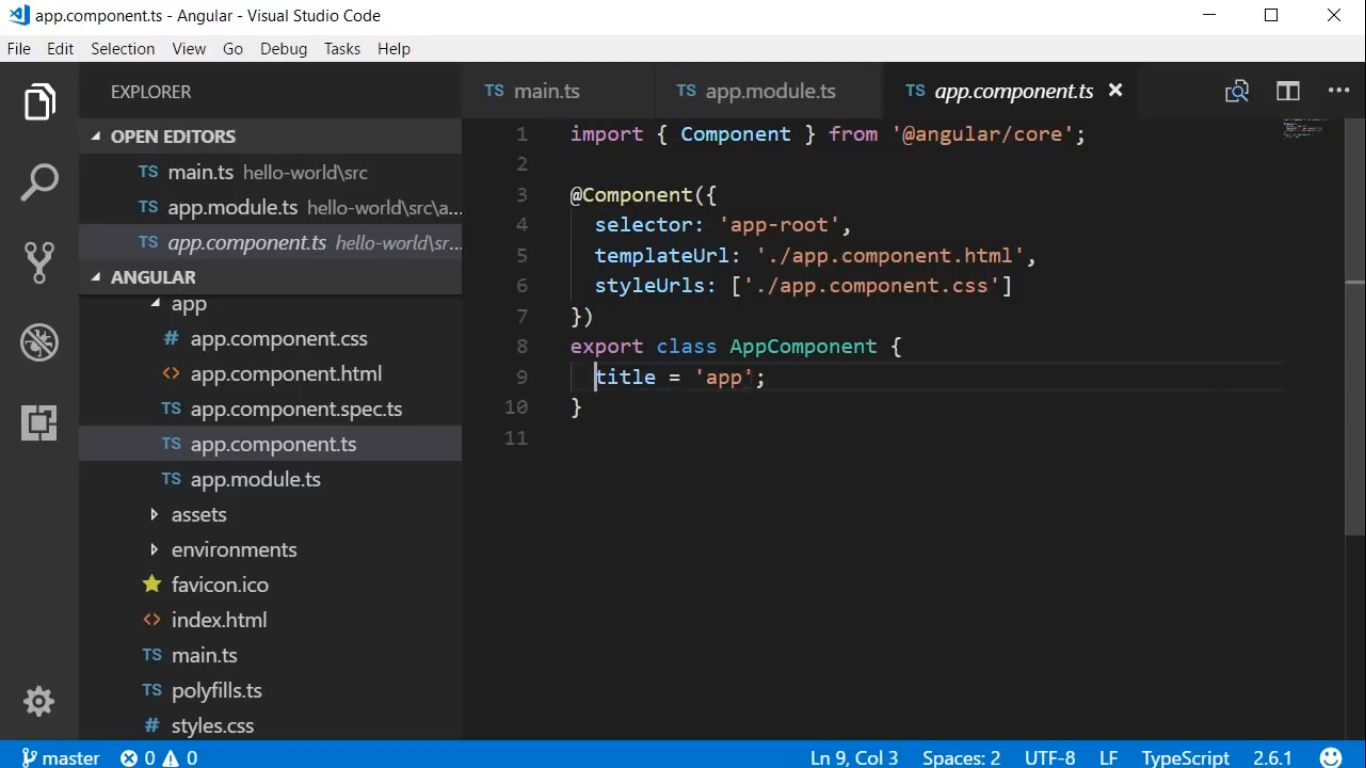 app.component.ts - Angular - Visual Studio Code
File Edit Selection View Go Debug Tasks Help
EXPLORER
OPEN EDITORS
TS main.ts hello-world\src
TS app.module.ts hello-world\src\a...
TS app.component.ts hello-world\sr...
ANGULAR
app
# app.component.css
<> app.component.html
TS app.component.spec.ts
TS app.component.ts
TS app.module.ts
assets
environments
favicon.ico
<> index.html
TS main.ts
TS polyfills.ts
# styles.css
TS main.ts TS app.module.ts TS app.component.ts
1 import { Component } from '@angular/core';
2
3 @Component({
4   selector: 'app-root',
5   templateUrl: './app.component.html',
6   styleUrls: ['./app.component.css']
7 })
8 export class AppComponent {
9   title = 'app';
10 }
11
master 0 0 Ln 9, Col 3 Spaces: 2 UTF-8 LF TypeScript 2.6.1